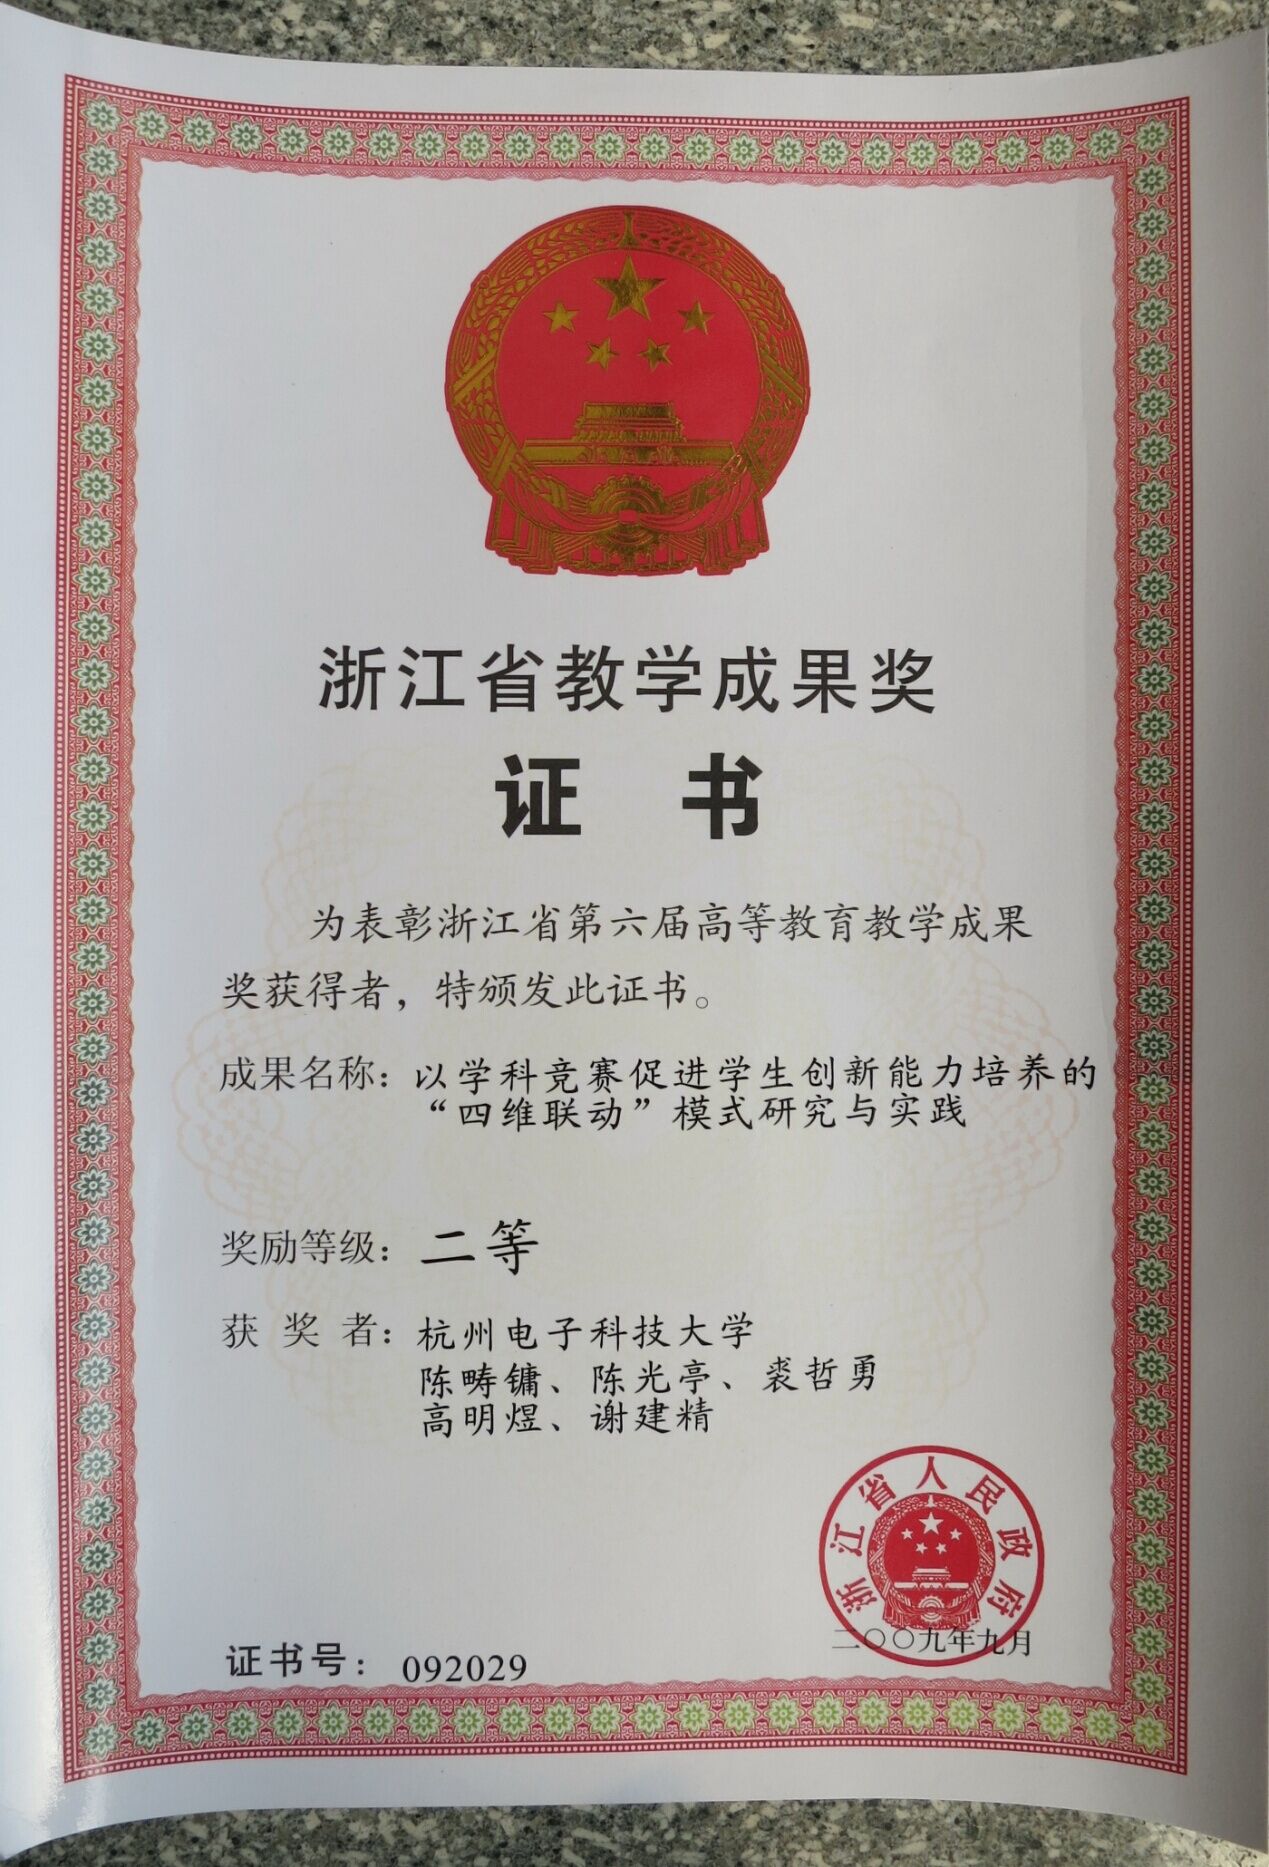 浙江省教学成果奖
证 书
为表彰浙江省第六届高等教育教学成果
奖获得者，特颁发此证书。
成果名称：以学科竞赛促进学生创新能力培养的
“四维联动”模式研究与实践
奖励等级：二等
获 奖 者：杭州电子科技大学
陈畴镛、陈光亭、裘哲勇
高明煜、谢建精
浙江省人民政府
二〇〇九年九月
证书号：092029